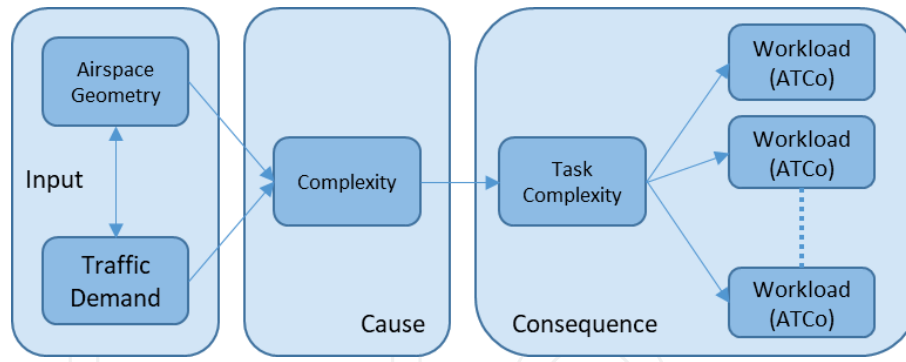 Airspace
Geometry
Input
Traffic
Demand
Complexity
Cause
Task
Complexity
Consequence
Workload
(ATCo)
Workload
(ATCo)
Workload
(ATCo)